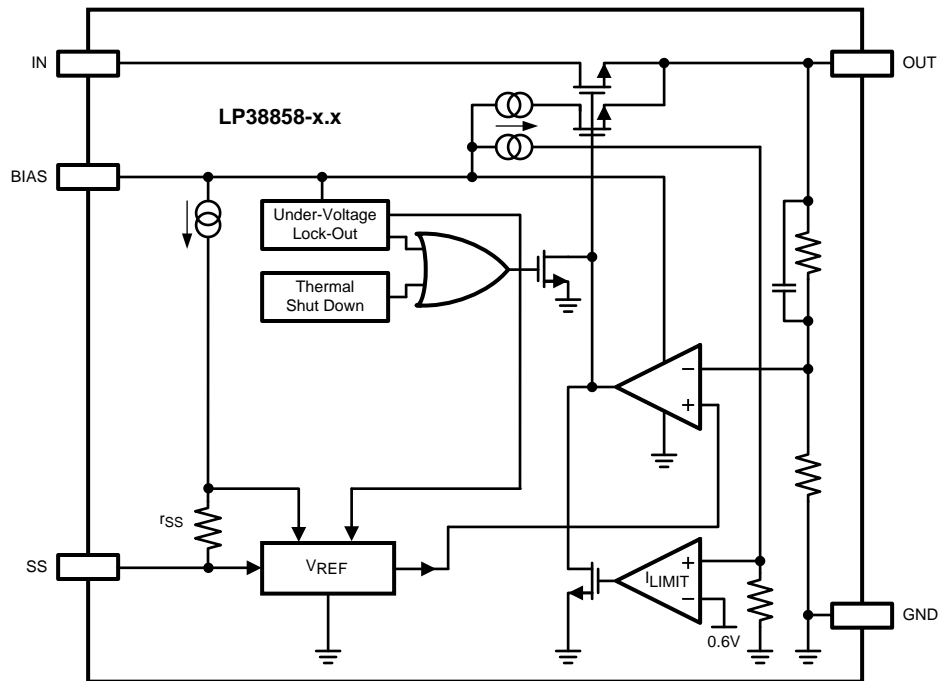 IN
OUT
LP38858-x.x
BIAS
Under-Voltage
Lock-Out
Thermal
Shut Down
−
+
rSS
SS
VREF
+
ILIMIT
−
0.6V
GND